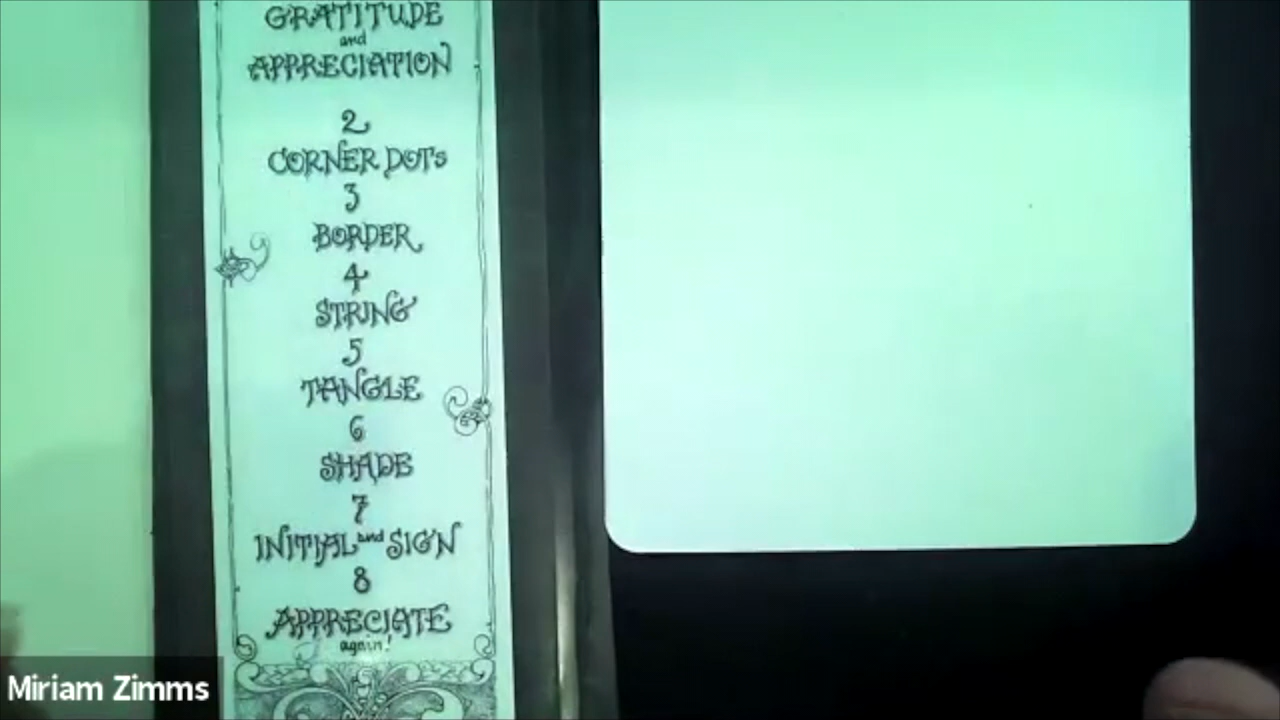 GRATITUDE
and
APPRECIATION
2
CORNER DOTs
3
BORDER
4
STRING
5
TANGLE
6
SHADE
7
INITIAL and SIGN
8
APPRECIATE
again!
Miriam Zimms